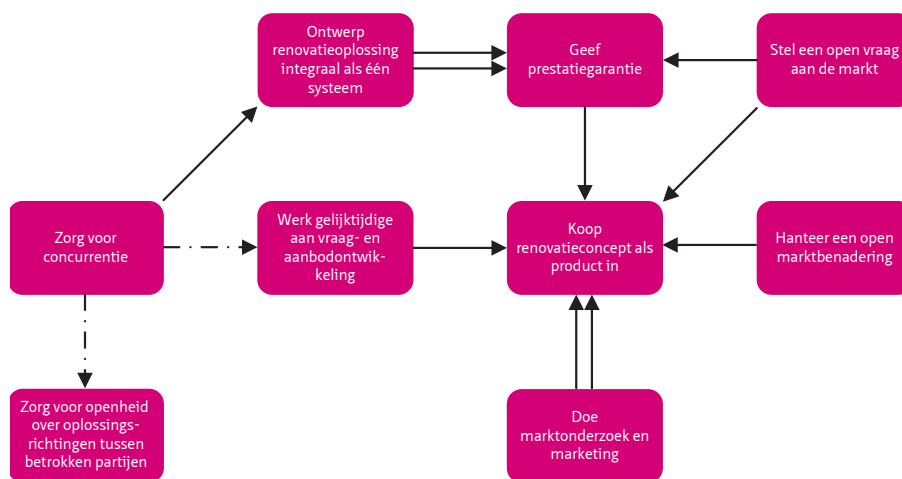 Ontwerp
renovatieoplossing
integraal als één
systeem
Geef
prestatiegarantie
Stel een open vraag
aan de markt
Zorg voor
concurrentie
Werk gelijktijdige
aan vraag- en
aanbodontwik-
keling
Koop
renovatieconcept als
product in
Hanteer een open
marktbenadering
Zorg voor openheid
over oplossings-
richtingen tussen
betrokken partijen
Doe
marktonderzoek en
marketing